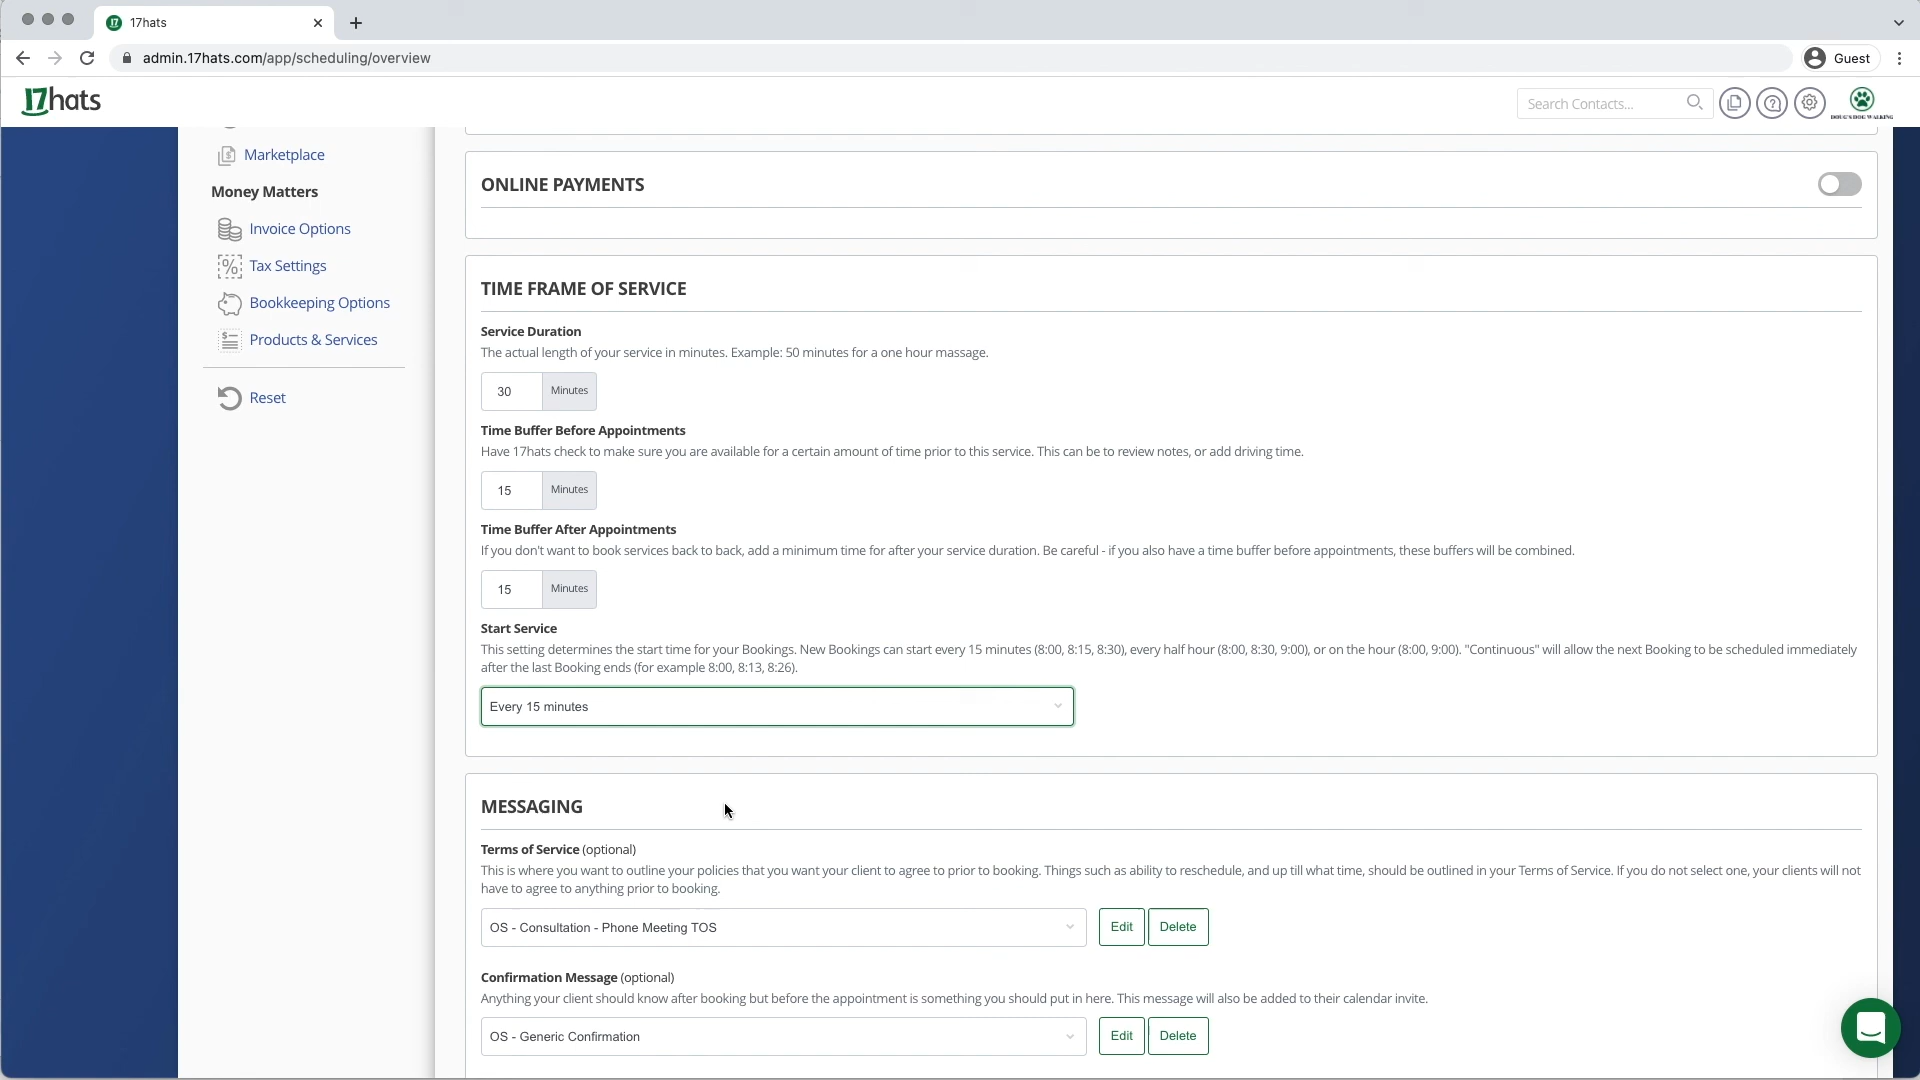 17hats
admin.17hats.com/app/scheduling/overview
Guest
17hats
Search Contacts...
DOUG'S DOG WALKING
Marketplace
Money Matters
Invoice Options
Tax Settings
Bookkeeping Options
Products & Services
Reset
ONLINE PAYMENTS
TIME FRAME OF SERVICE
Service Duration
The actual length of your service in minutes. Example: 50 minutes for a one hour massage.
30 Minutes
Time Buffer Before Appointments
Have 17hats check to make sure you are available for a certain amount of time prior to this service. This can be to review notes, or add driving time.
15 Minutes
Time Buffer After Appointments
If you don't want to book services back to back, add a minimum time for after your service duration. Be careful - if you also have a time buffer before appointments, these buffers will be combined.
15 Minutes
Start Service
This setting determines the start time for your Bookings. New Bookings can start every 15 minutes (8:00, 8:15, 8:30), every half hour (8:00, 8:30, 9:00), or on the hour (8:00, 9:00). "Continuous" will allow the next Booking to be scheduled immediately
after the last Booking ends (for example 8:00, 8:13, 8:26).
Every 15 minutes
MESSAGING
Terms of Service (optional)
This is where you want to outline your policies that you want your client to agree to prior to booking. Things such as ability to reschedule, and up till what time, should be outlined in your Terms of Service. If you do not select one, your clients will not
have to agree to anything prior to booking.
OS - Consultation - Phone Meeting TOS Edit Delete
Confirmation Message (optional)
Anything your client should know after booking but before the appointment is something you should put in here. This message will also be added to their calendar invite.
OS - Generic Confirmation Edit Delete